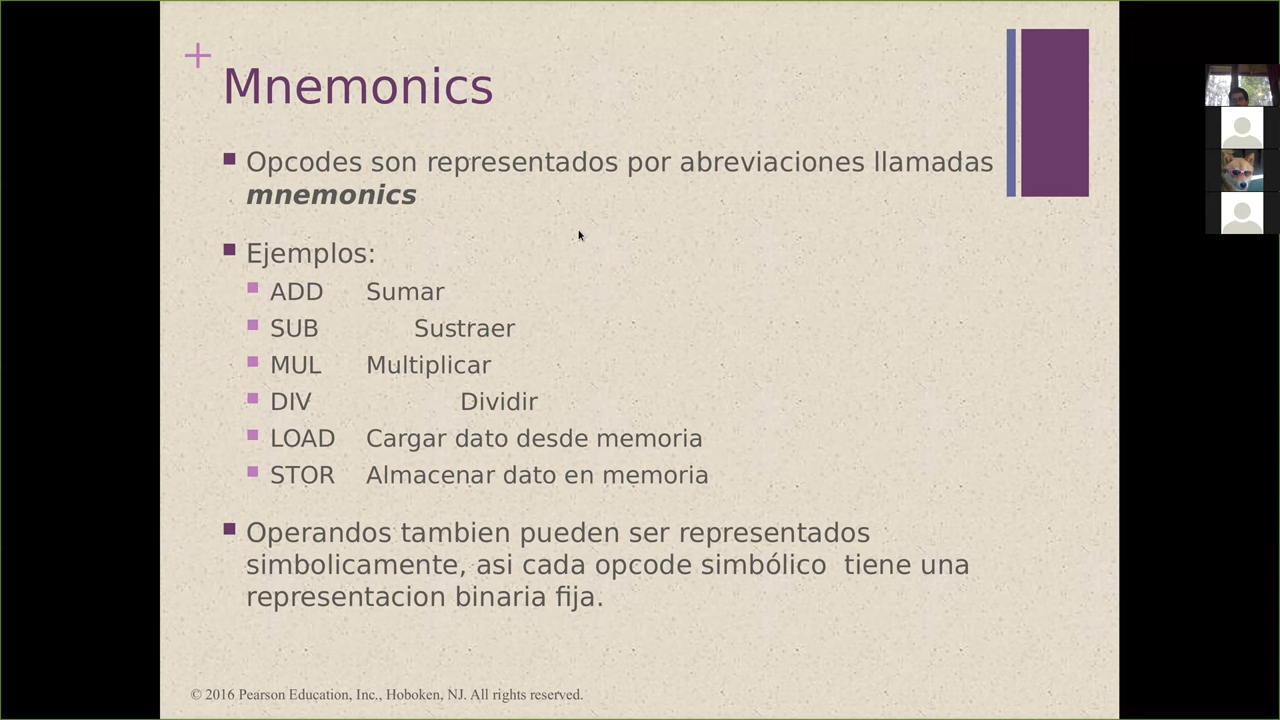 +
Mnemonics
Opcodes son representados por abreviaciones llamadas
mnemonics
Ejemplos:
ADD Sumar
SUB Sustraer
MUL Multiplicar
DIV Dividir
LOAD Cargar dato desde memoria
STOR Almacenar dato en memoria
Operandos tambien pueden ser representados
simbolicamente, asi cada opcode simbólico tiene una
representacion binaria fija.
© 2016 Pearson Education, Inc., Hoboken, NJ. All rights reserved.